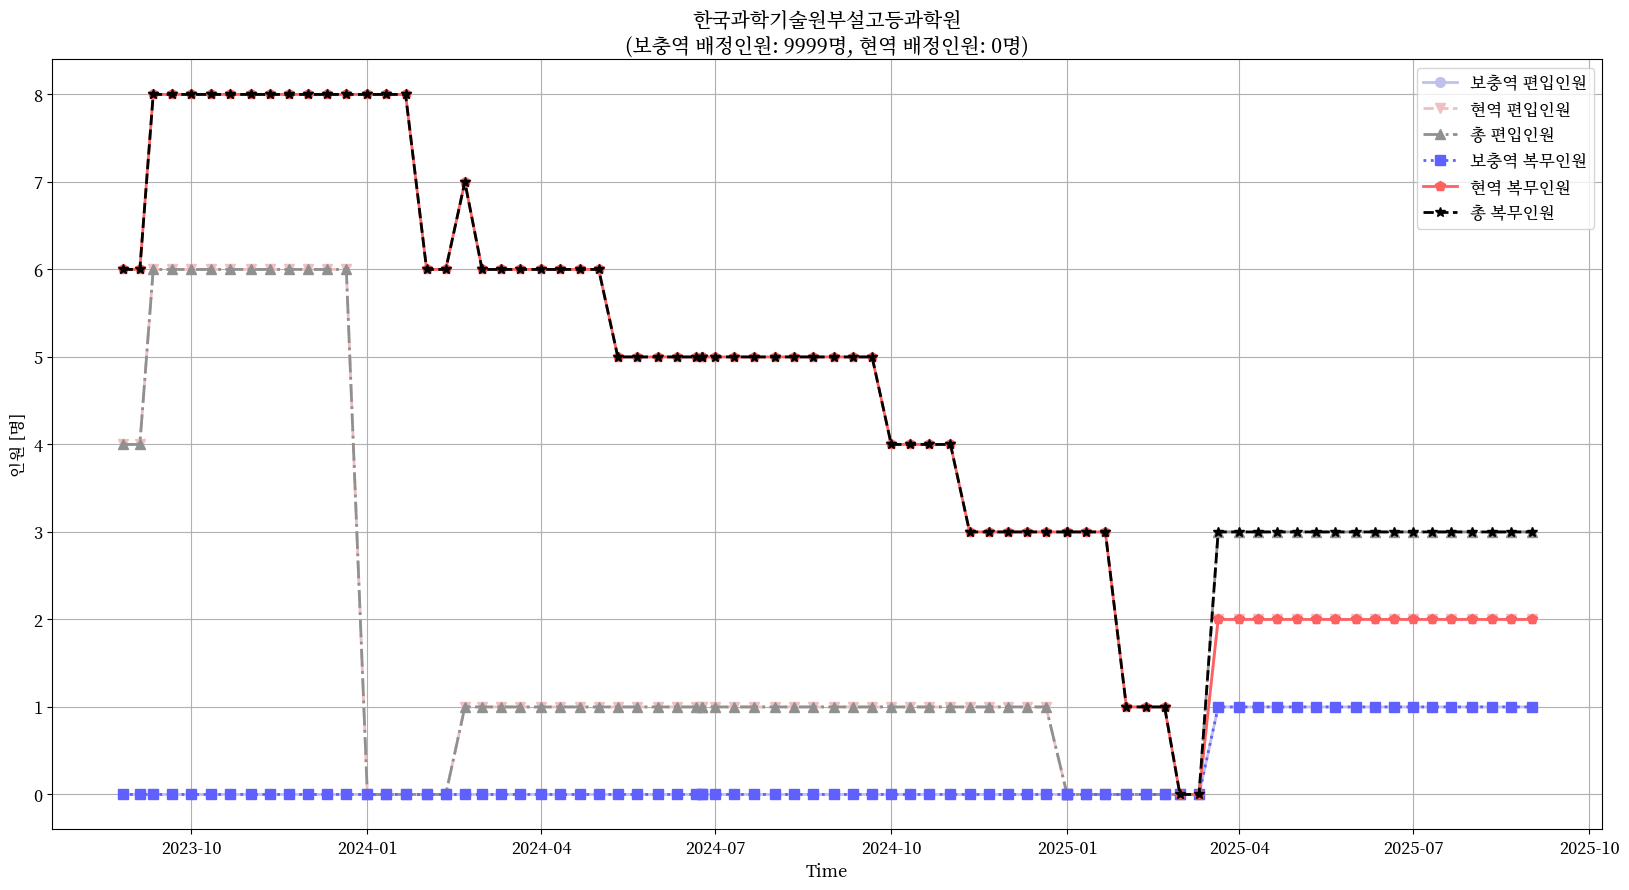 한국과학기술원부설고등과학원
(보충역 배정인원: 9999명, 현역 배정인원: 0명)
보충역 편입인원
현역 편입인원
총 편입인원
보충역 복무인원
현역 복무인원
총 복무인원
인원 [명]
8
7
6
5
4
3
2
1
0
2023-10
2024-01
2024-04
2024-07
2024-10
2025-01
2025-04
2025-07
2025-10
Time